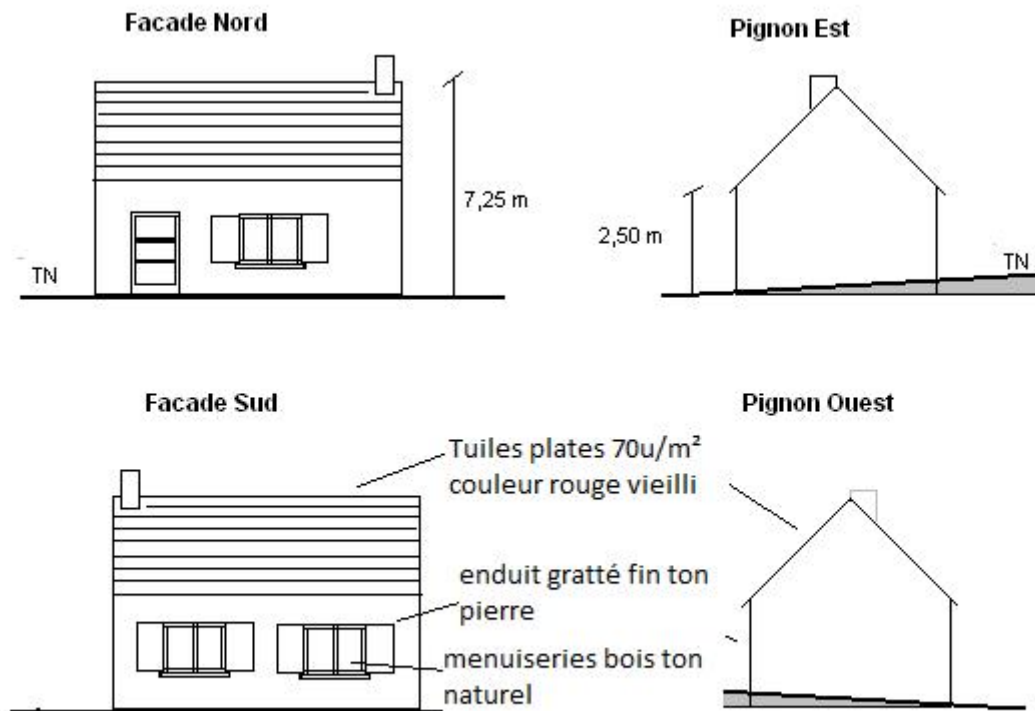 Facade Nord
Pignon Est
7,25 m
2,50 m
TN
TN
Facade Sud
Pignon Ouest
Tuiles plates 70u/m²
couleur rouge vieilli
enduit gratté fin ton
pierre
menuiseries bois ton
naturel